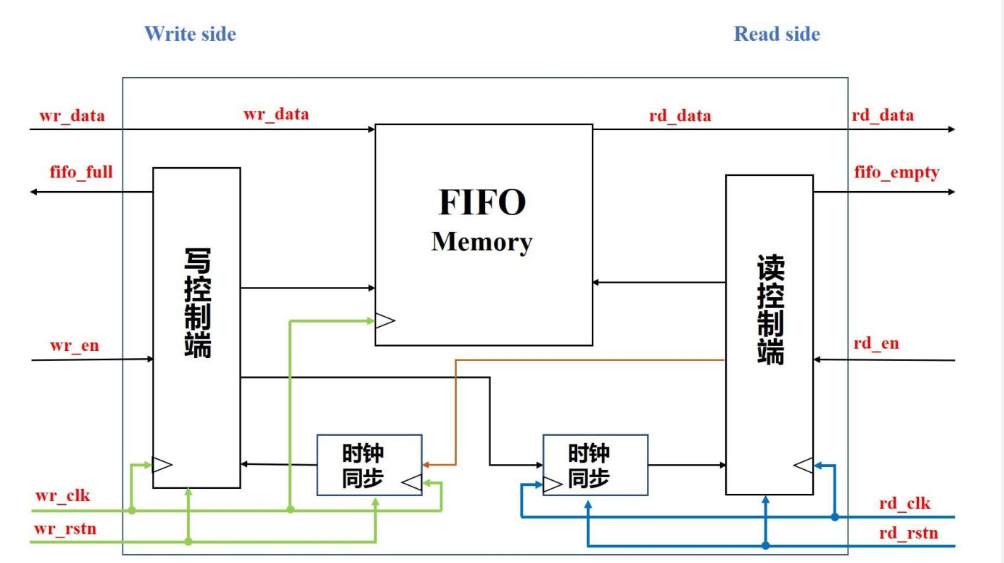 Write side
Read side
wr_data
wr_data
rd_data
rd_data
fifo_full
fifo_empty
FIFO
Memory
写控制端
读控制端
wr_en
rd_en
时钟
同步
时钟
同步
wr_clk
rd_clk
wr_rstn
rd_rstn